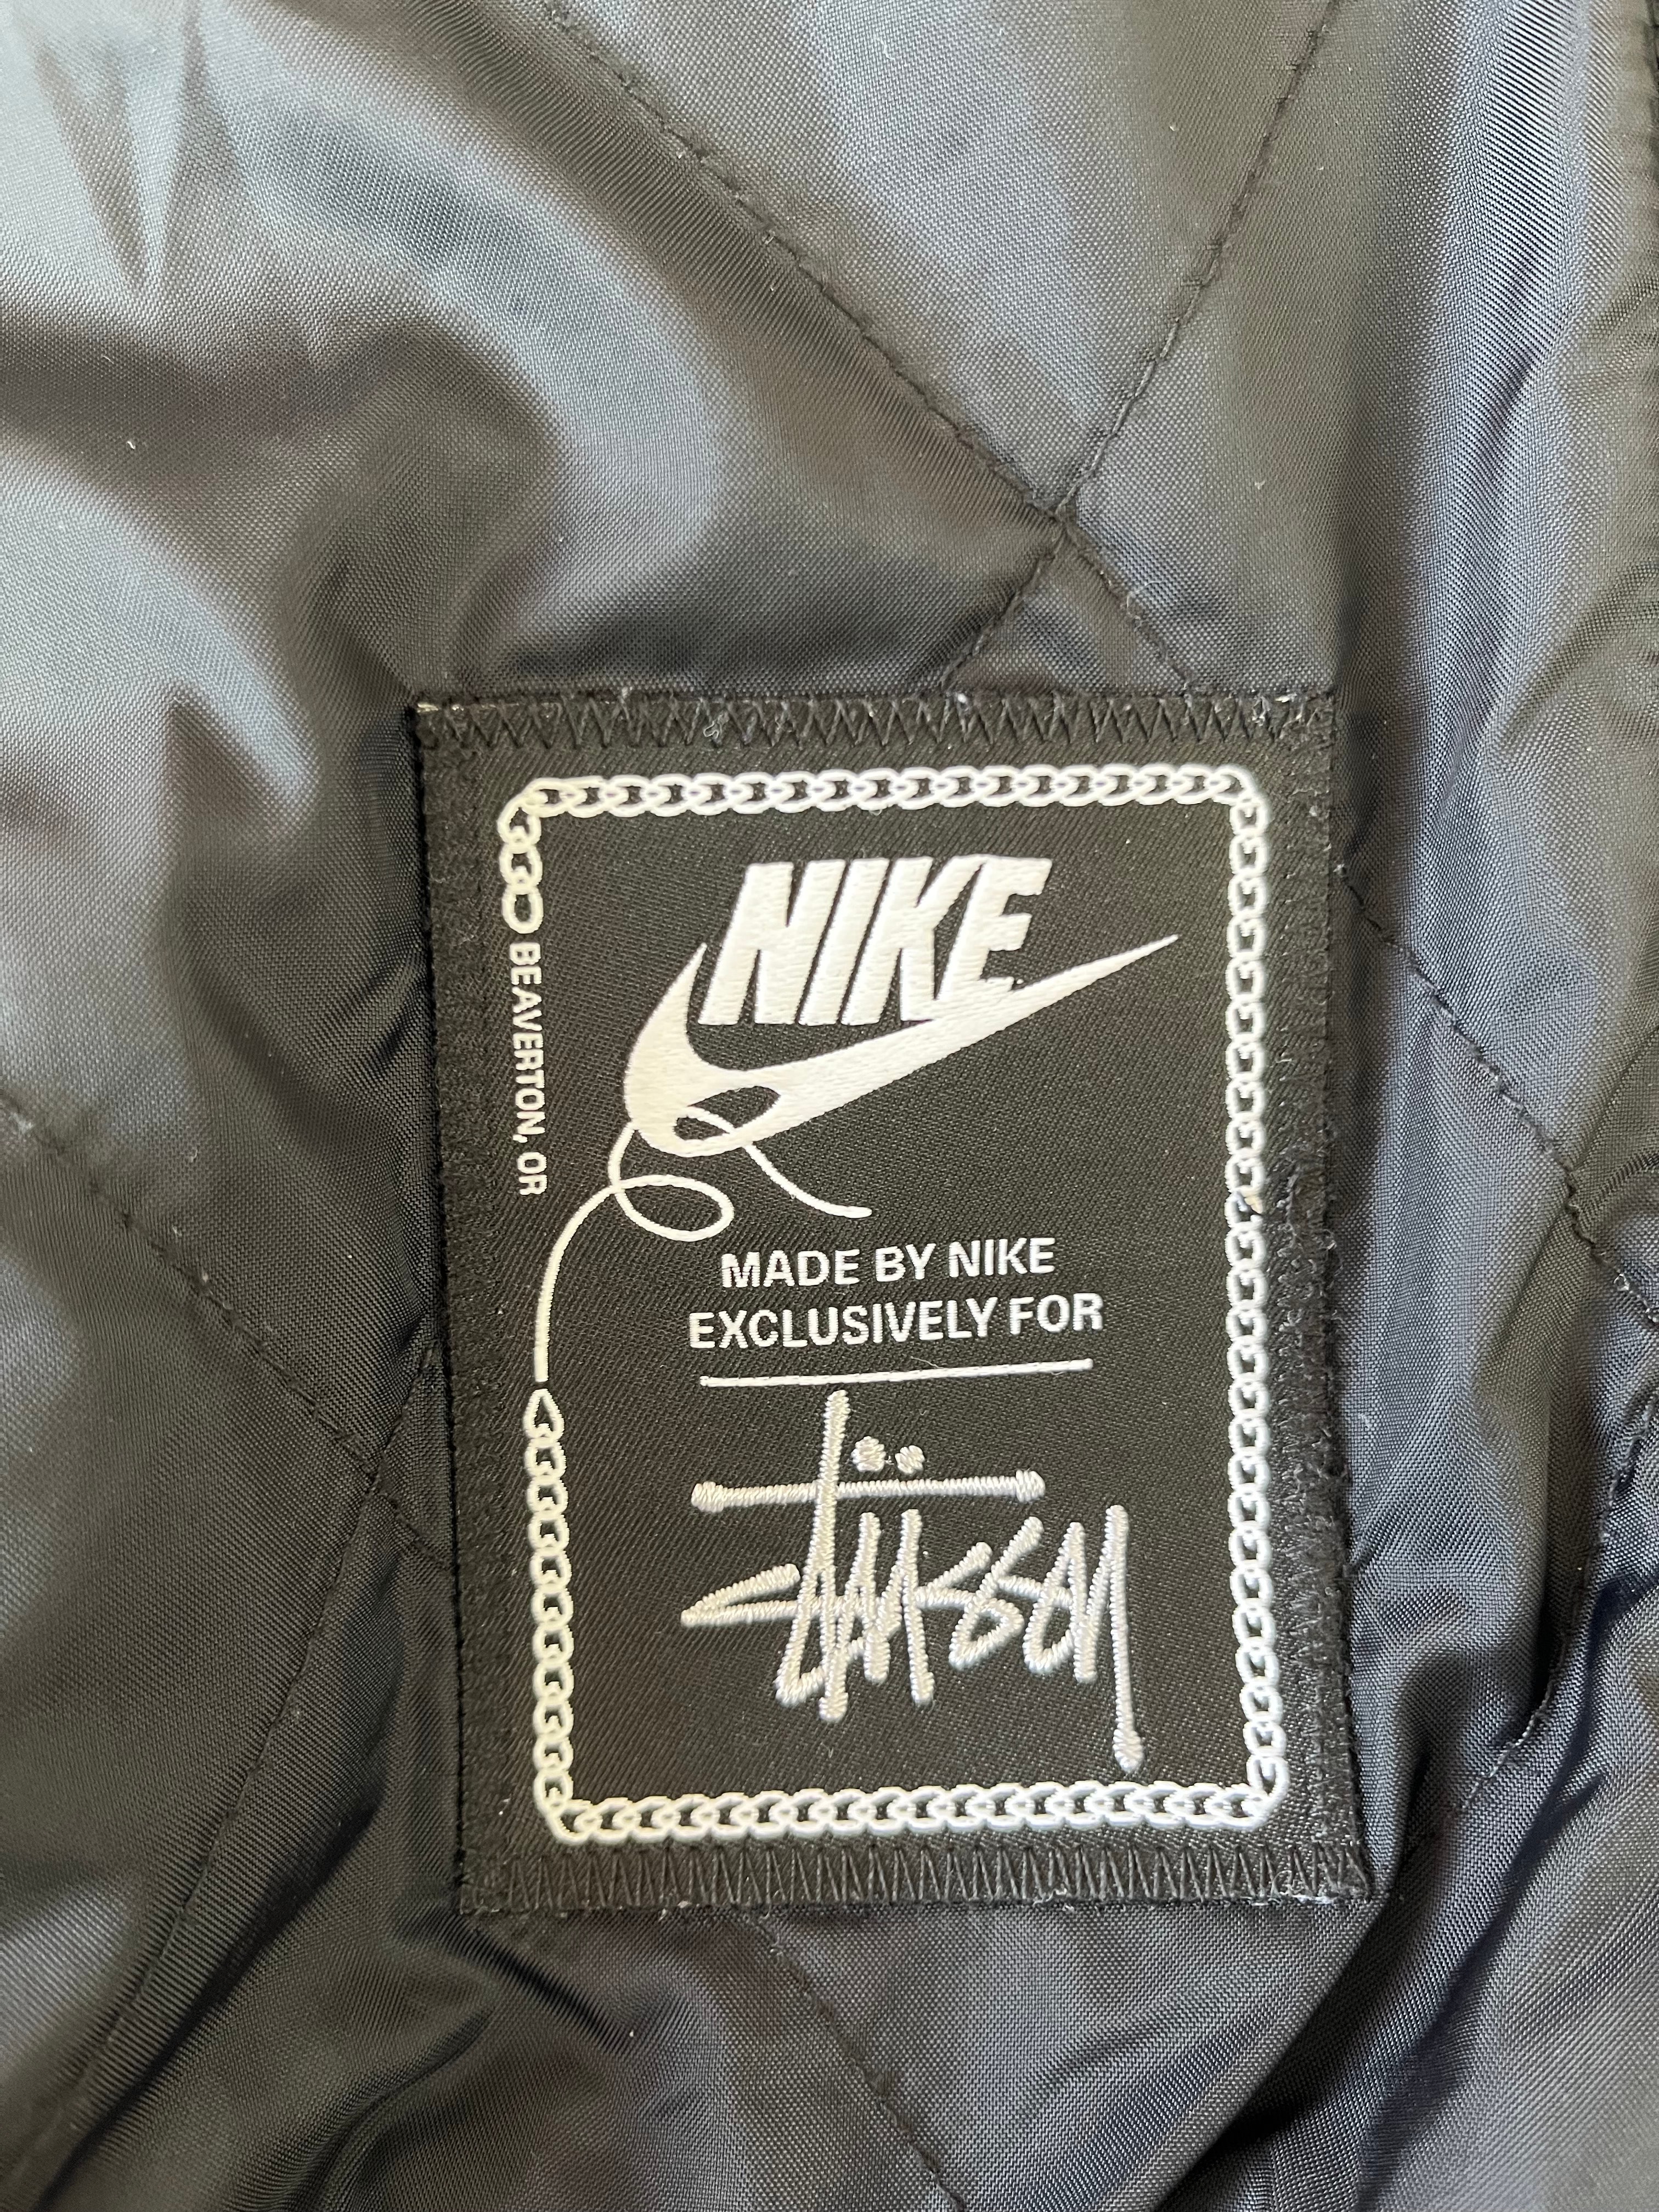 NIKE
BEAVERTON, OR
MADE BY NIKE
EXCLUSIVELY FOR
Stüssy